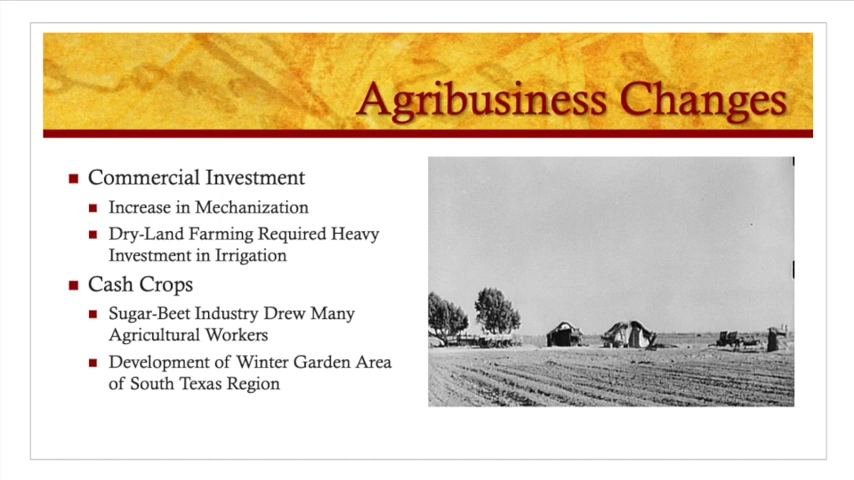 Agribusiness Changes
Commercial Investment
Increase in Mechanization
Dry-Land Farming Required Heavy
Investment in Irrigation
Cash Crops
Sugar-Beet Industry Drew Many
Agricultural Workers
Development of Winter Garden Area
of South Texas Region